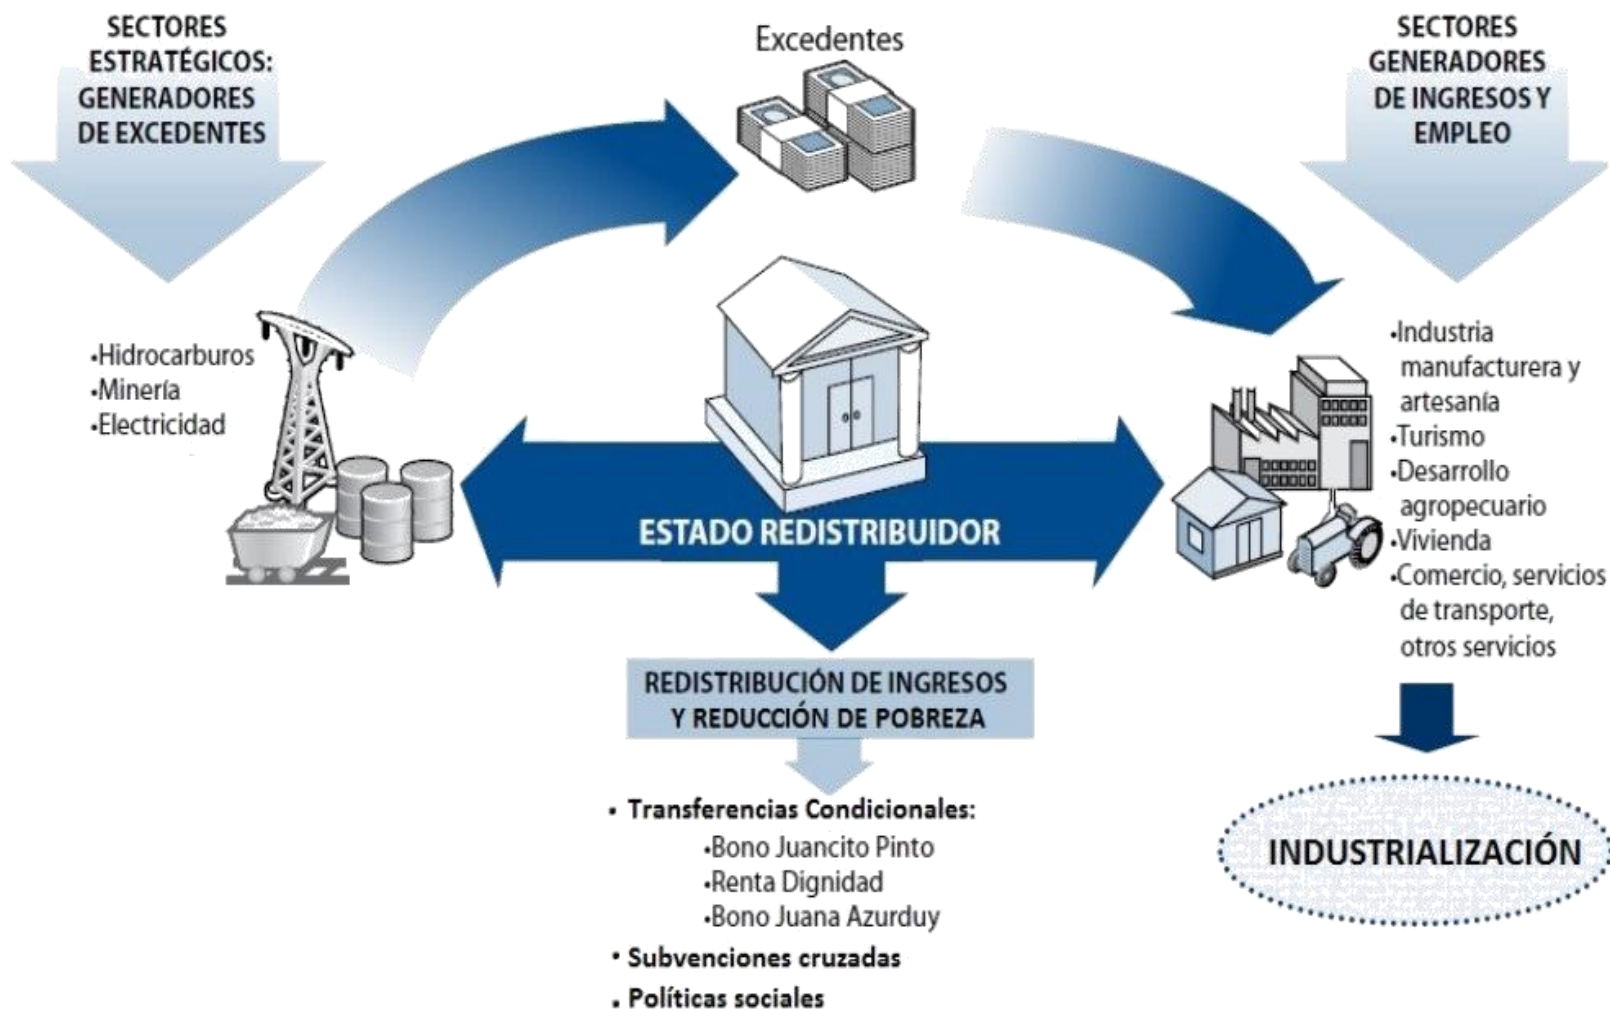 SECTORES
ESTRATÉGICOS:
GENERADORES
DE EXCEDENTES
Excedentes
SECTORES
GENERADORES
DE INGRESOS Y
EMPLEO
•Hidrocarburos
•Minería
•Electricidad
•Industria
manufacturera y
artesanía
•Turismo
•Desarrollo
agropecuario
•Vivienda
•Comercio, servicios
de transporte,
otros servicios
ESTADO REDISTRIBUIDOR
REDISTRIBUCIÓN DE INGRESOS
Y REDUCCIÓN DE POBREZA
• Transferencias Condicionales:
•Bono Juancito Pinto
•Renta Dignidad
•Bono Juana Azurduy
• Subvenciones cruzadas
• Políticas sociales
INDUSTRIALIZACIÓN